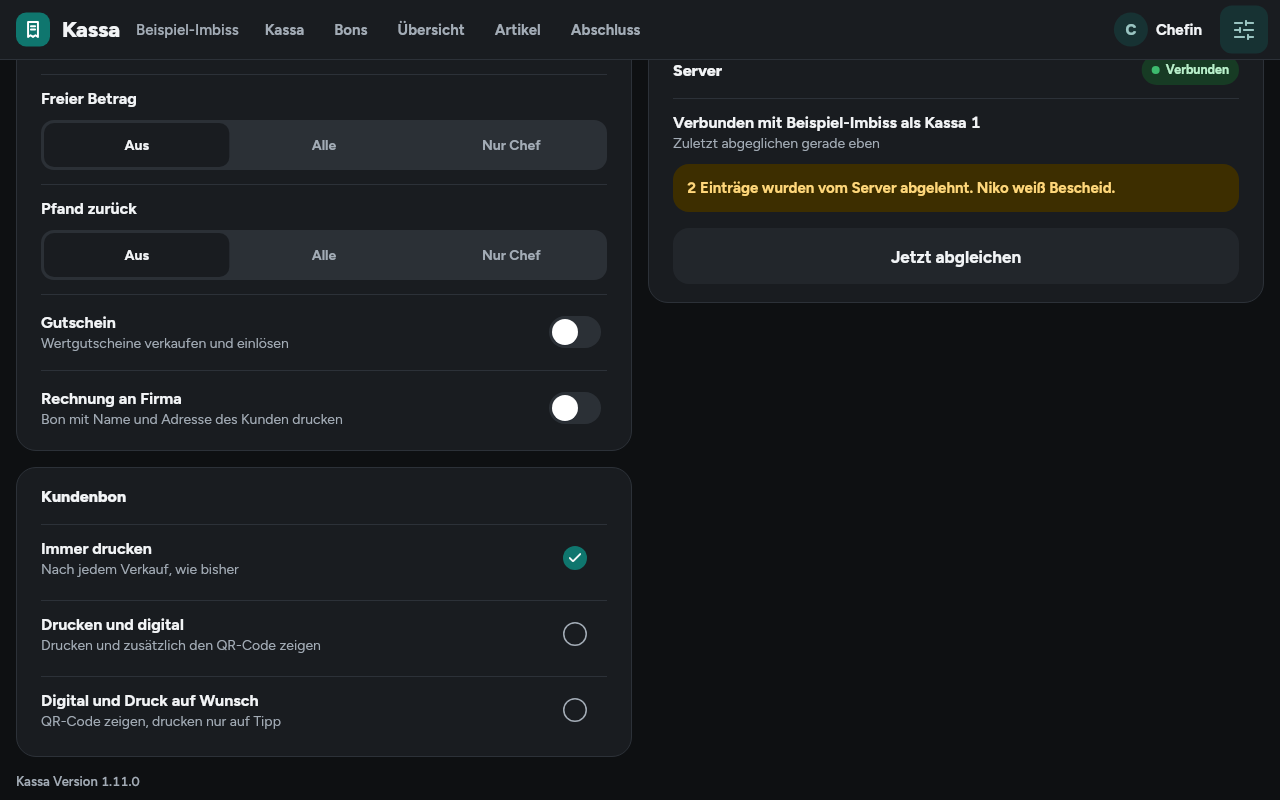 Kassa Beispiel-Imbiss Kassa Bons Übersicht Artikel Abschluss C Chefin
Freier Betrag
Aus Alle Nur Chef
Pfand zurück
Aus Alle Nur Chef
Gutschein
Wertgutscheine verkaufen und einlösen
Rechnung an Firma
Bon mit Name und Adresse des Kunden drucken
Kundenbon
Immer drucken
Nach jedem Verkauf, wie bisher
Drucken und digital
Drucken und zusätzlich den QR-Code zeigen
Digital und Druck auf Wunsch
QR-Code zeigen, drucken nur auf Tipp
Kassa Version 1.11.0
Server Verbunden
Verbunden mit Beispiel-Imbiss als Kassa 1
Zuletzt abgeglichen gerade eben
2 Einträge wurden vom Server abgelehnt. Niko weiß Bescheid.
Jetzt abgleichen